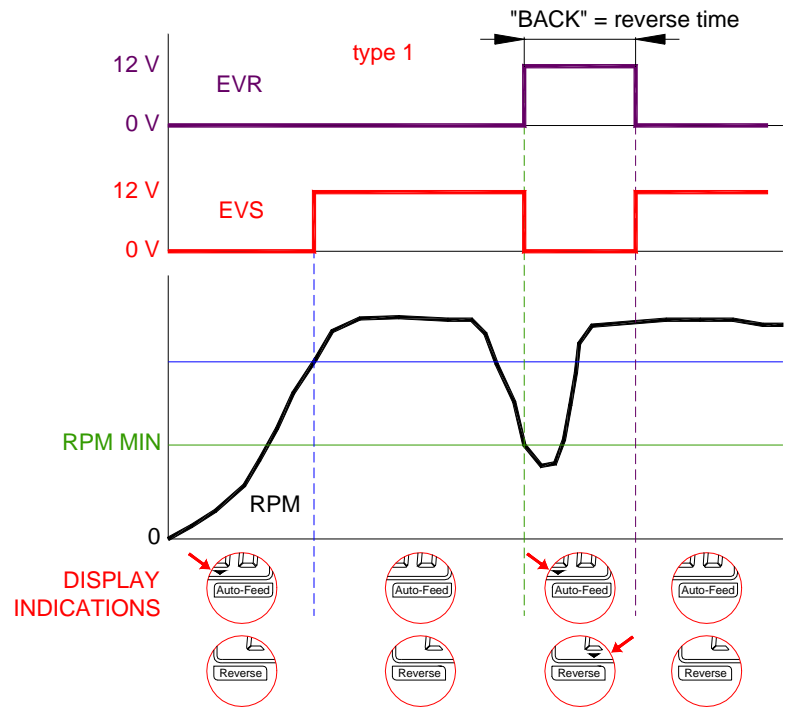 "BACK" = reverse time
type 1
12 V
EVR
0 V
12 V
EVS
0 V
RPM MIN
RPM
0
DISPLAY
INDICATIONS
Auto-Feed
Auto-Feed
Auto-Feed
Auto-Feed
Reverse
Reverse
Reverse
Reverse